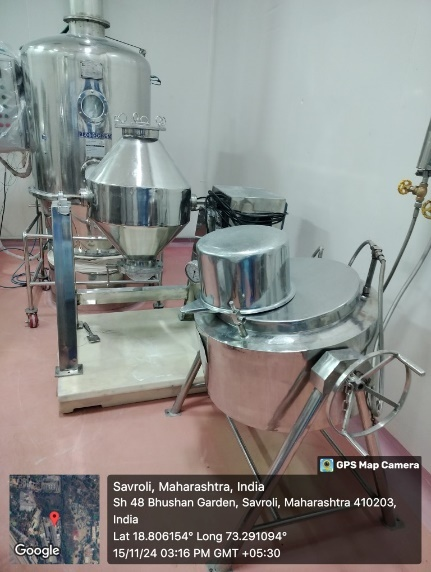 GPS Map Camera
Savroli, Maharashtra, India
Sh 48 Bhushan Garden, Savroli, Maharashtra 410203,
India
Lat 18.806154° Long 73.291094°
15/11/24 03:16 PM GMT +05:30
Google